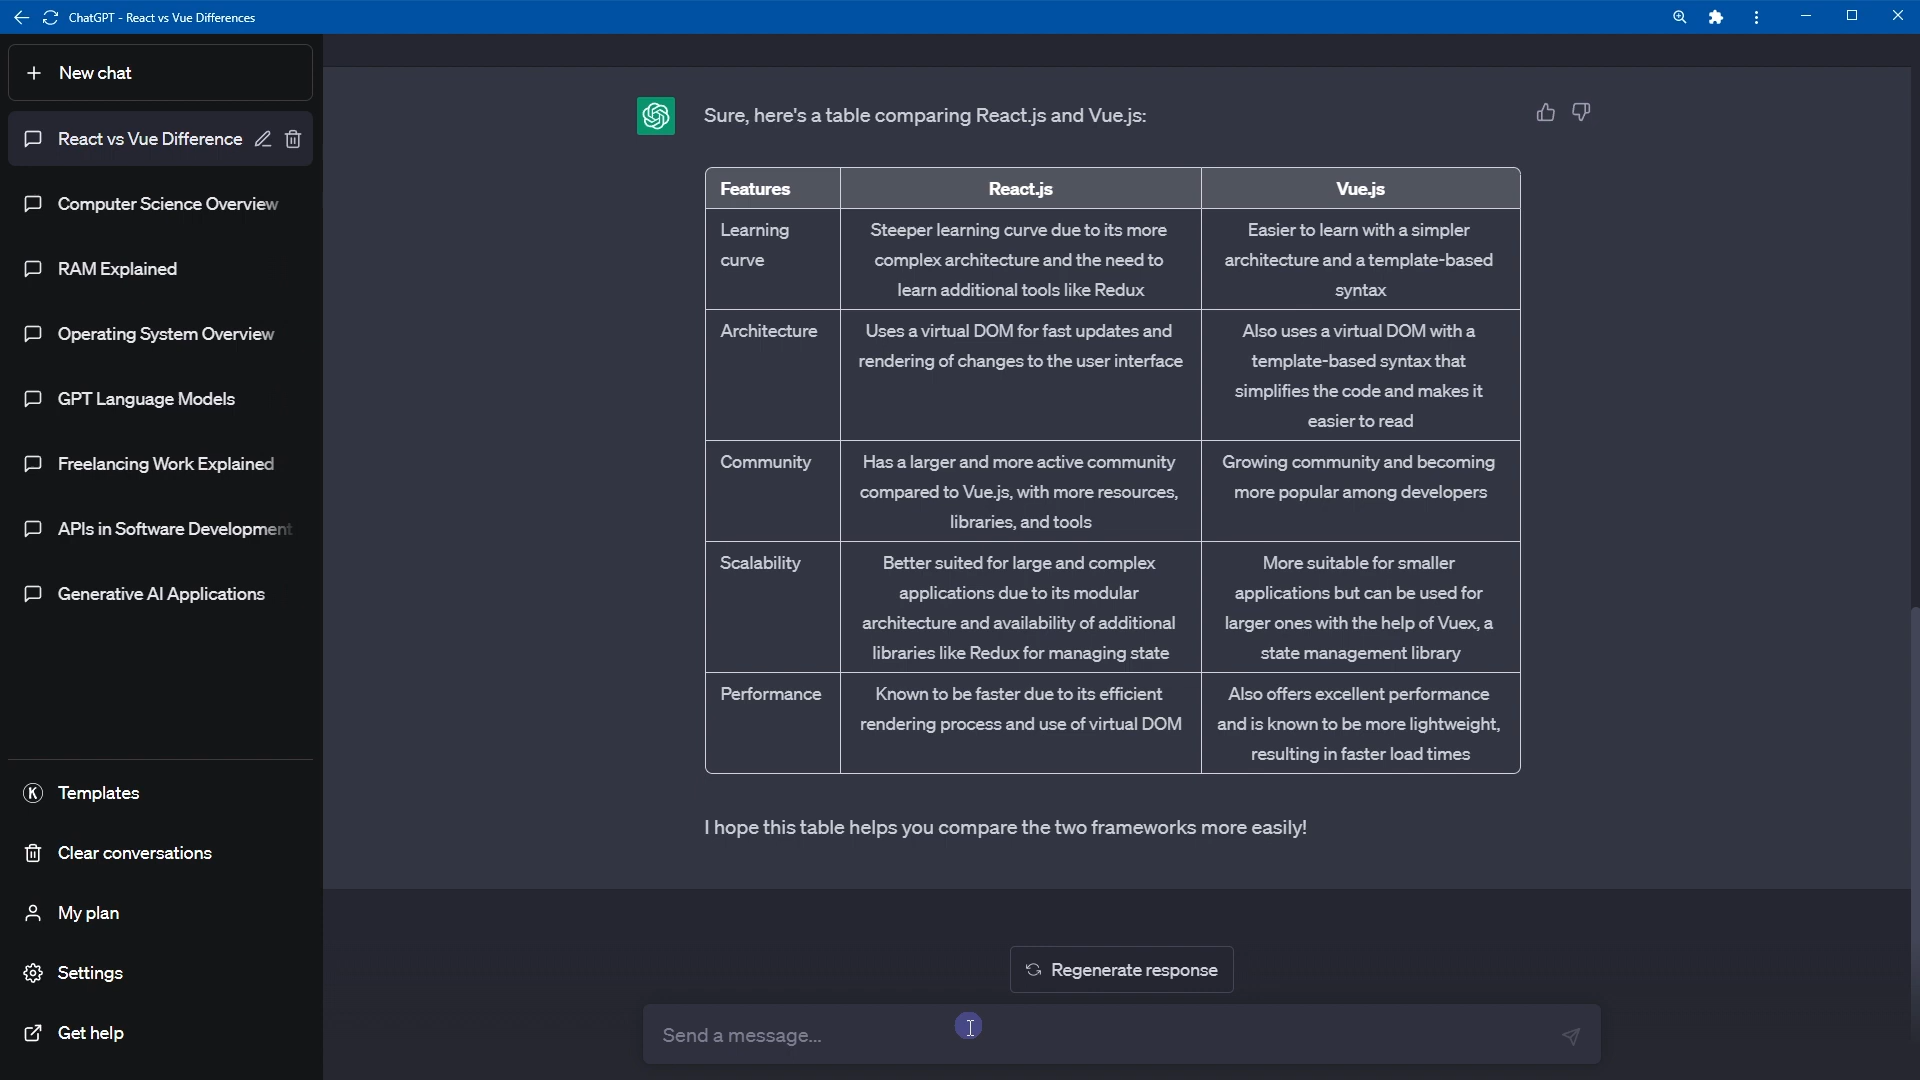 ChatGPT - React vs Vue Differences
New chat
React vs Vue Difference
Computer Science Overview
RAM Explained
Operating System Overview
GPT Language Models
Freelancing Work Explained
APIs in Software Development
Generative AI Applications
Templates
Clear conversations
My plan
Settings
Get help
Sure, here's a table comparing React.js and Vue.js:
Features
React.js
Vue.js
Learning
curve
Steeper learning curve due to its more
complex architecture and the need to
learn additional tools like Redux
Easier to learn with a simpler
architecture and a template-based
syntax
Architecture
Uses a virtual DOM for fast updates and
rendering of changes to the user interface
Also uses a virtual DOM with a
template-based syntax that
simplifies the code and makes it
easier to read
Community
Has a larger and more active community
compared to Vue.js, with more resources,
libraries, and tools
Growing community and becoming
more popular among developers
Scalability
Better suited for large and complex
applications due to its modular
architecture and availability of additional
libraries like Redux for managing state
More suitable for smaller
applications but can be used for
larger ones with the help of Vuex, a
state management library
Performance
Known to be faster due to its efficient
rendering process and use of virtual DOM
Also offers excellent performance
and is known to be more lightweight,
resulting in faster load times
I hope this table helps you compare the two frameworks more easily!
Regenerate response
Send a message...